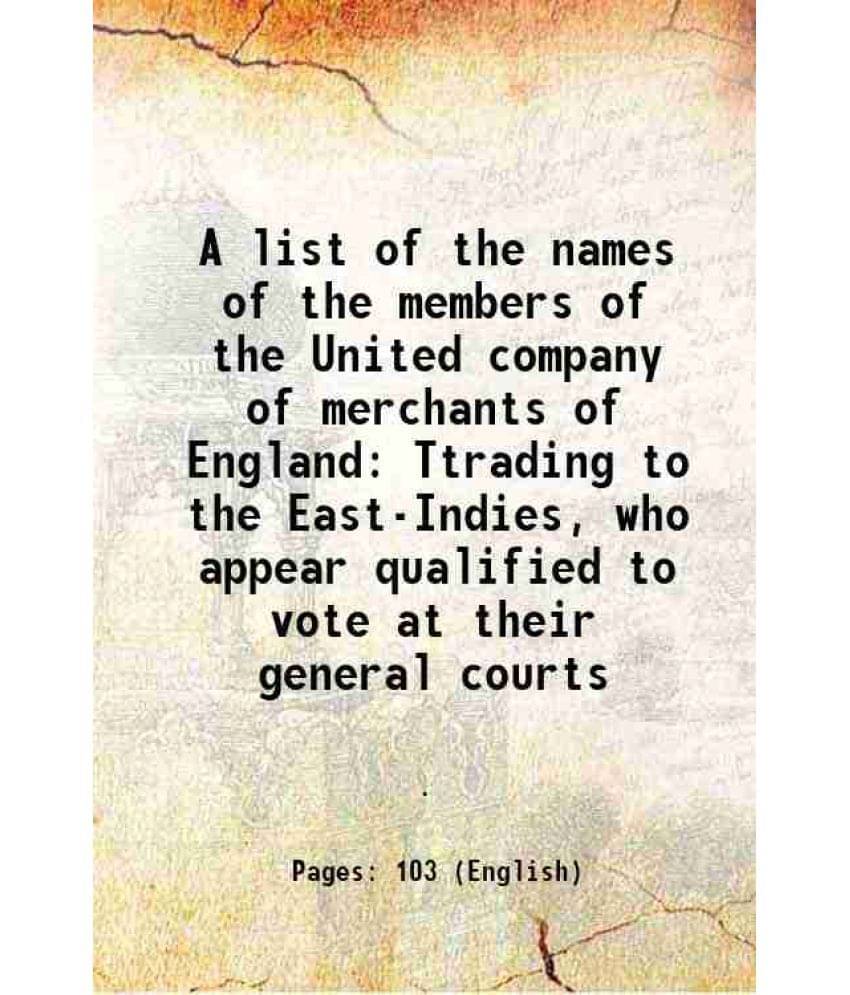 A list of the names
of the members of
the United company
of merchants of
England: Ttrading to
the East-Indies, who
appear qualified to
vote at their
general courts
.
Pages: 103 (English)